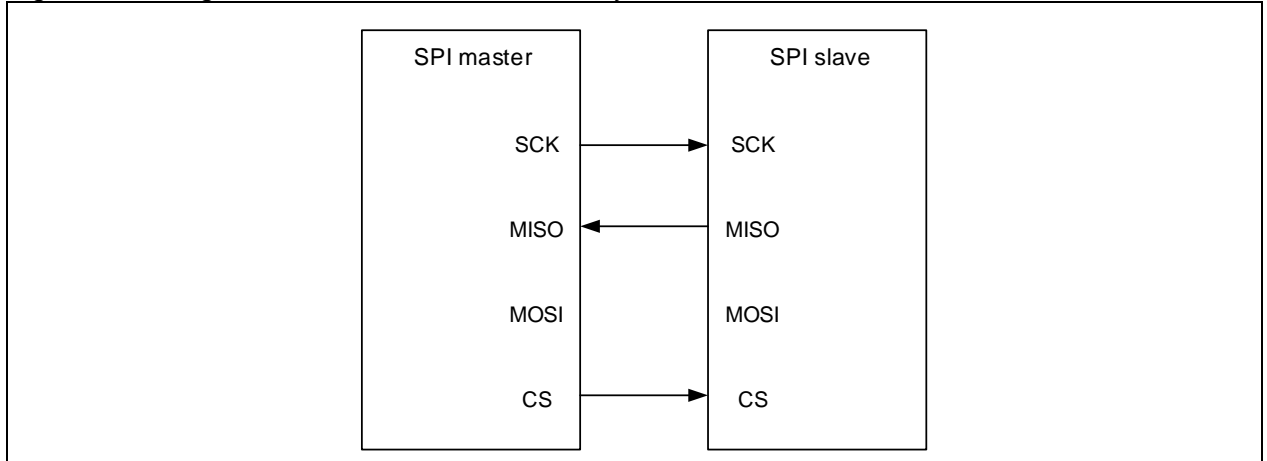 SPI master SPI slave
SCK SCK
MISO MISO
MOSI MOSI
CS CS